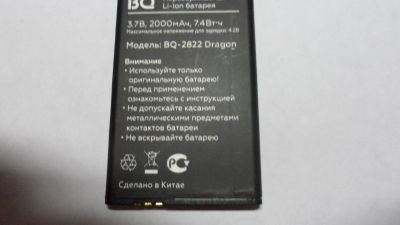 BQ
Li-Ion батарея
3.7В, 2000мАч, 7.4Вт·ч
Максимальное напряжение для зарядки: 4.2В
Модель: BQ-2822 Dragon
Внимание
• Используйте только
оригинальную батарею!
• Перед применением
ознакомьтесь с инструкцией
• Не допускайте касания
металлическими предметами
контактов батареи
• Не вскрывайте батарею
Сделано в Китае